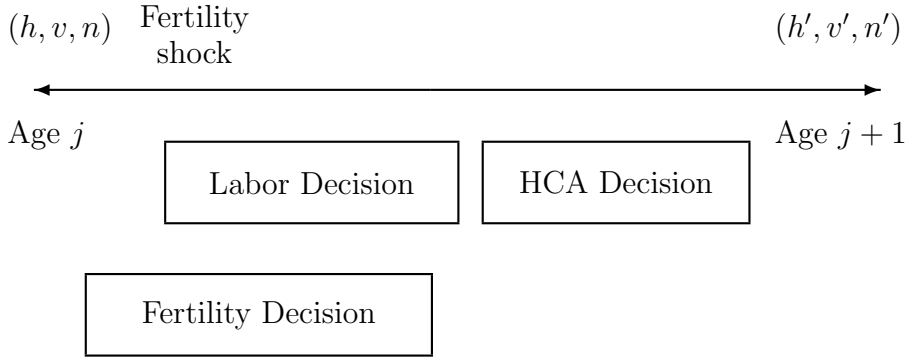 (h, v, n)
Fertility
shock
(h′, v′, n′)
Age j
Age j + 1
Labor Decision
HCA Decision
Fertility Decision